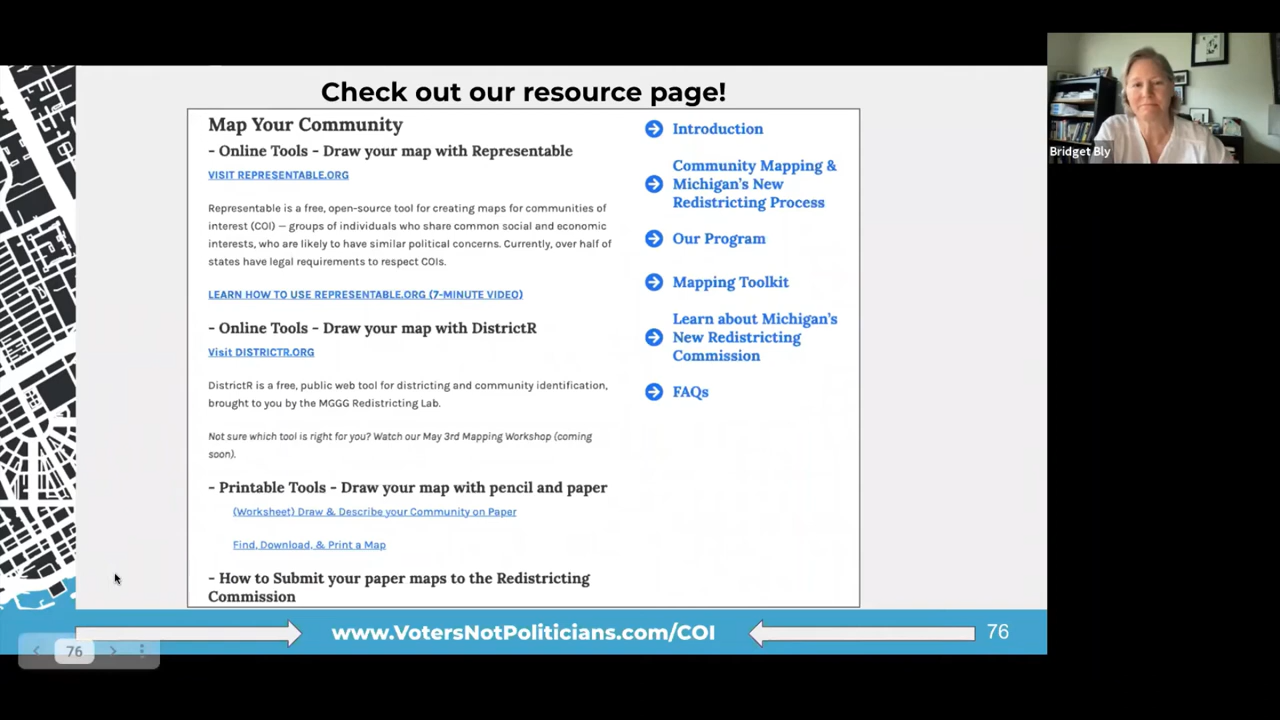 Check out our resource page!
Map Your Community
- Online Tools - Draw your map with Representable
VISIT REPRESENTABLE.ORG
Representable is a free, open-source tool for creating maps for communities of
interest (COI) — groups of individuals who share common social and economic
interests, who are likely to have similar political concerns. Currently, over half of
states have legal requirements to respect COIs.
LEARN HOW TO USE REPRESENTABLE.ORG (7-MINUTE VIDEO)
- Online Tools - Draw your map with DistrictR
Visit DISTRICTR.ORG
DistrictR is a free, public web tool for districting and community identification,
brought to you by the MGGG Redistricting Lab.
Not sure which tool is right for you? Watch our May 3rd Mapping Workshop (coming
soon).
- Printable Tools - Draw your map with pencil and paper
(Worksheet) Draw & Describe your Community on Paper
Find, Download, & Print a Map
- How to Submit your paper maps to the Redistricting
Commission
Introduction
Community Mapping &
Michigan's New
Redistricting Process
Our Program
Mapping Toolkit
Learn about Michigan's
New Redistricting
Commission
FAQs
www.VotersNotPoliticians.com/COI
76
76
Bridget Bly